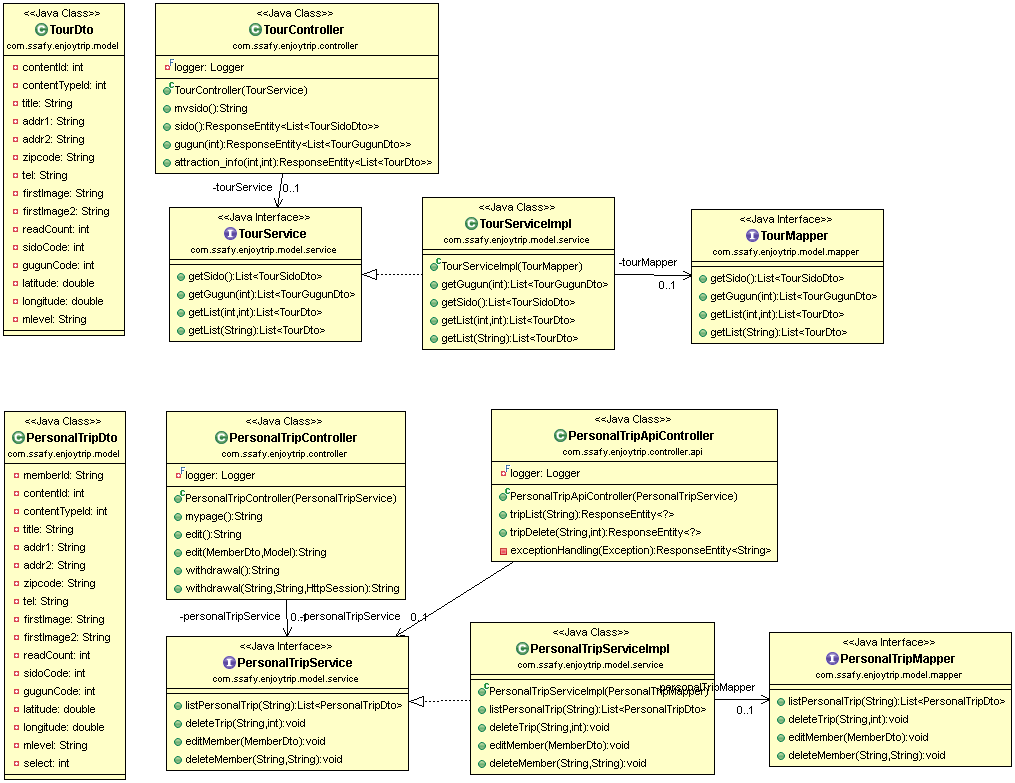 <<Java Class>>
TourDto
com.ssafy.enjoytrip.model
contentId: int
contentTypeId: int
title: String
addr1: String
addr2: String
zipcode: String
tel: String
firstImage: String
firstImage2: String
readCount: int
sidoCode: int
gugunCode: int
latitude: double
longitude: double
mlevel: String
<<Java Class>>
TourController
com.ssafy.enjoytrip.controller
logger: Logger
TourController(TourService)
mvsido():String
sido():ResponseEntity<List<TourSidoDto>>
gugun(int):ResponseEntity<List<TourGugunDto>>
attraction_info(int,int):ResponseEntity<List<TourDto>>
-tourService 0..1
<<Java Interface>>
TourService
com.ssafy.enjoytrip.model.service
getSido():List<TourSidoDto>
getGugun(int):List<TourGugunDto>
getList(int,int):List<TourDto>
getList(String):List<TourDto>
<<Java Class>>
TourServiceImpl
com.ssafy.enjoytrip.model.service
TourServiceImpl(TourMapper)
getGugun(int):List<TourGugunDto>
getSido():List<TourSidoDto>
getList(int,int):List<TourDto>
getList(String):List<TourDto>
-tourMapper
0..1
<<Java Interface>>
TourMapper
com.ssafy.enjoytrip.model.mapper
getSido():List<TourSidoDto>
getGugun(int):List<TourGugunDto>
getList(int,int):List<TourDto>
getList(String):List<TourDto>
<<Java Class>>
PersonalTripDto
com.ssafy.enjoytrip.model
memberId: String
contentId: int
contentTypeId: int
title: String
addr1: String
addr2: String
zipcode: String
tel: String
firstImage: String
firstImage2: String
readCount: int
sidoCode: int
gugunCode: int
latitude: double
longitude: double
mlevel: String
select: int
<<Java Class>>
PersonalTripController
com.ssafy.enjoytrip.controller
logger: Logger
PersonalTripController(PersonalTripService)
mypage():String
edit():String
edit(MemberDto,Model):String
withdrawal():String
withdrawal(String,String,HttpSession):String
<<Java Class>>
PersonalTripApiController
com.ssafy.enjoytrip.controller.api
logger: Logger
PersonalTripApiController(PersonalTripService)
tripList(String):ResponseEntity<?>
tripDelete(String,int):ResponseEntity<?>
exceptionHandling(Exception):ResponseEntity<String>
-personalTripService 0..1 -personalTripService 0..1
<<Java Interface>>
PersonalTripService
com.ssafy.enjoytrip.model.service
listPersonalTrip(String):List<PersonalTripDto>
deleteTrip(String,int):void
editMember(MemberDto):void
deleteMember(String,String):void
<<Java Class>>
PersonalTripServiceImpl
com.ssafy.enjoytrip.model.service
PersonalTripServiceImpl(PersonalTripMapper)
listPersonalTrip(String):List<PersonalTripDto>
deleteTrip(String,int):void
editMember(MemberDto):void
deleteMember(String,String):void
-personalTripMapper
0..1
<<Java Interface>>
PersonalTripMapper
com.ssafy.enjoytrip.model.mapper
listPersonalTrip(String):List<PersonalTripDto>
deleteTrip(String,int):void
editMember(MemberDto):void
deleteMember(String,String):void